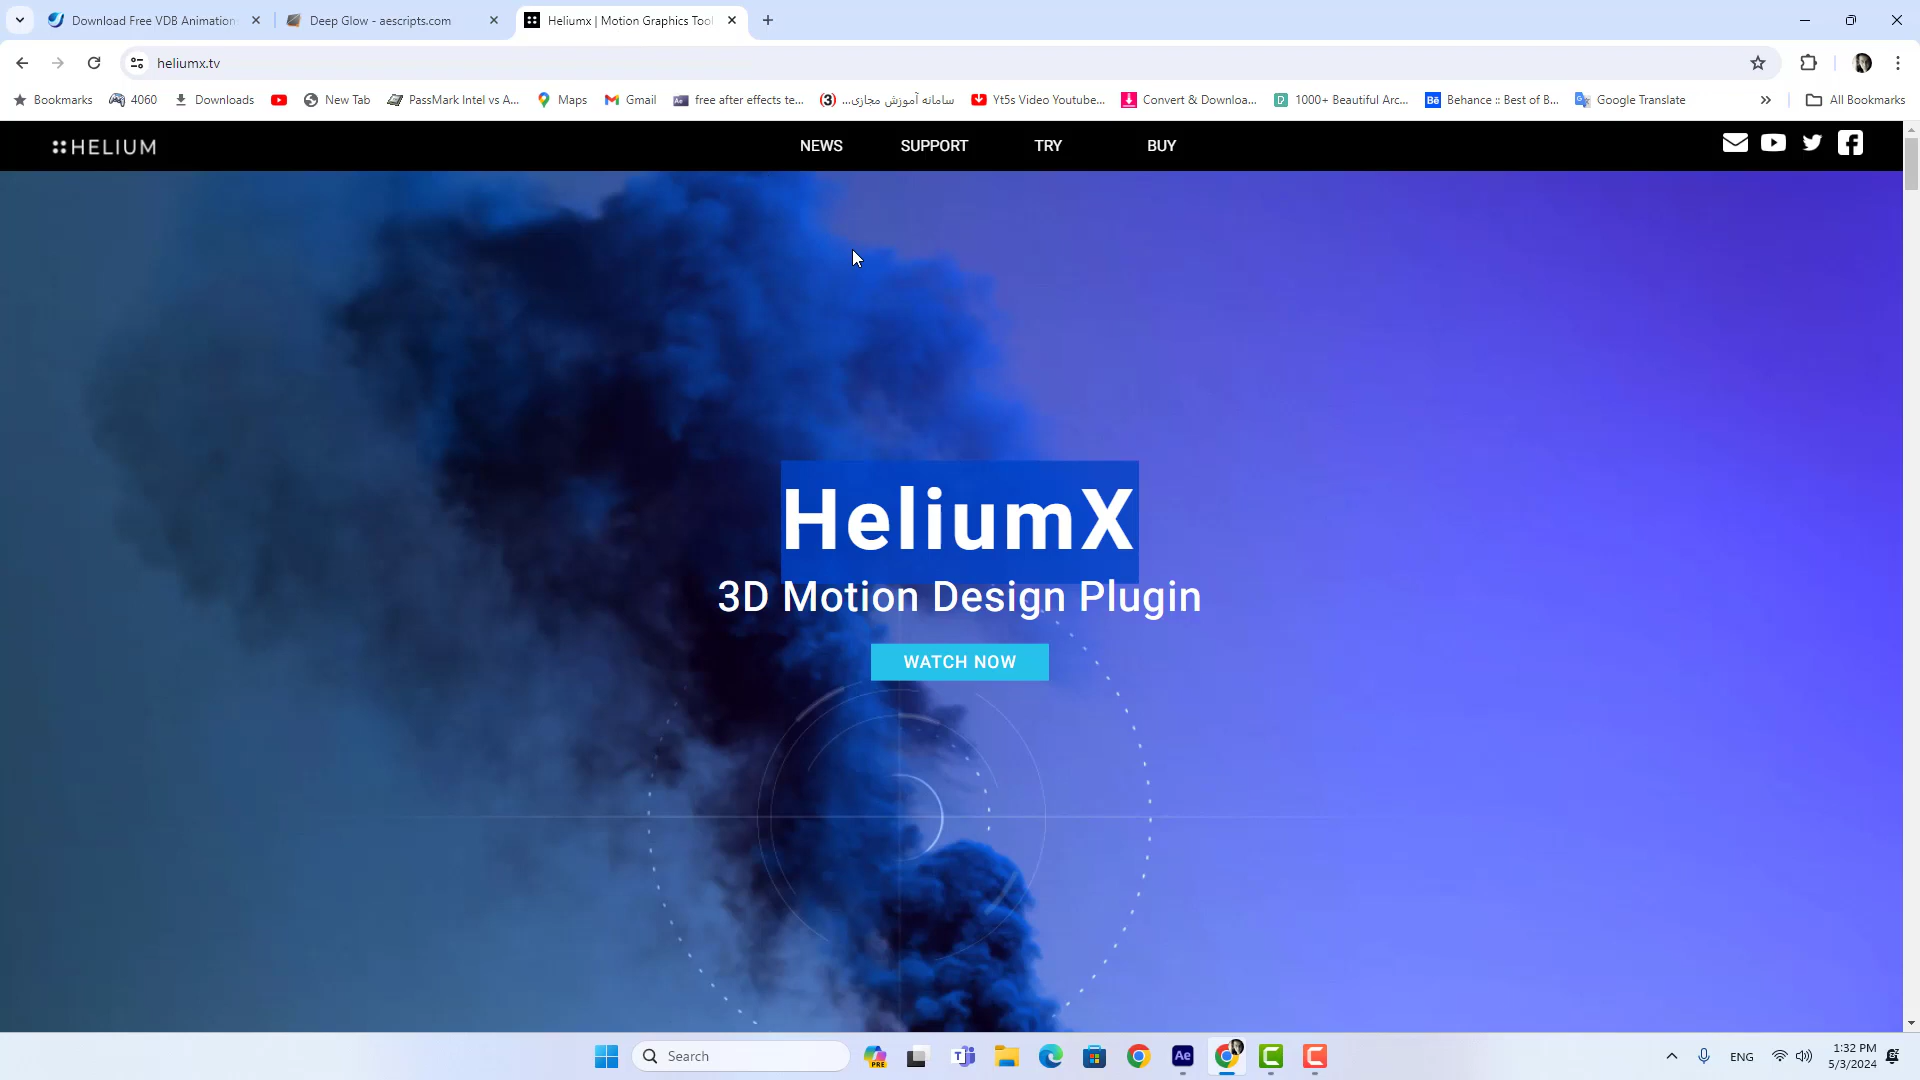 Download Free VDB Animation
Deep Glow - aescripts.com
Heliumx | Motion Graphics Tool
heliumx.tv
Bookmarks
4060
Downloads
New Tab
PassMark Intel vs A...
Maps
Gmail
free after effects te...
سامانه آموزش مجازی...
Yt5s Video Youtube...
Convert & Downloa...
1000+ Beautiful Arc...
Behance :: Best of B...
Google Translate
All Bookmarks
HELIUM
NEWS
SUPPORT
TRY
BUY
HeliumX
3D Motion Design Plugin
WATCH NOW
Search
ENG
1:32 PM
5/3/2024